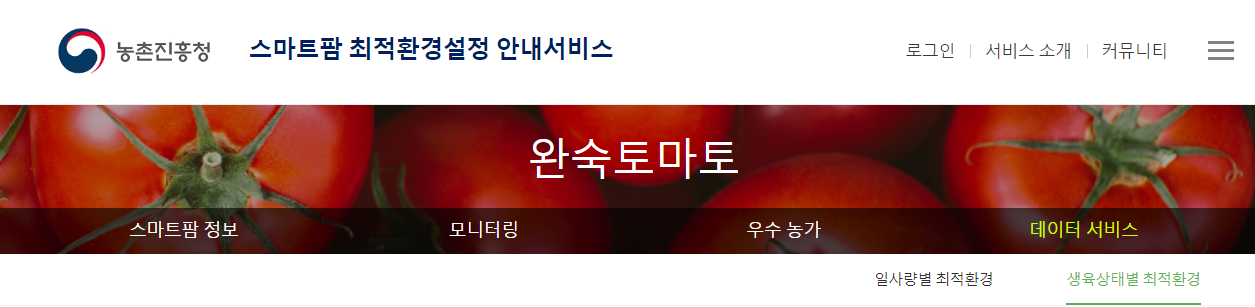 농촌진흥청 스마트팜 최적환경설정 안내서비스 로그인 서비스 소개 커뮤니티
완숙토마토
스마트팜 정보 모니터링 우수 농가 데이터 서비스
일사량별 최적환경 생육상태별 최적환경